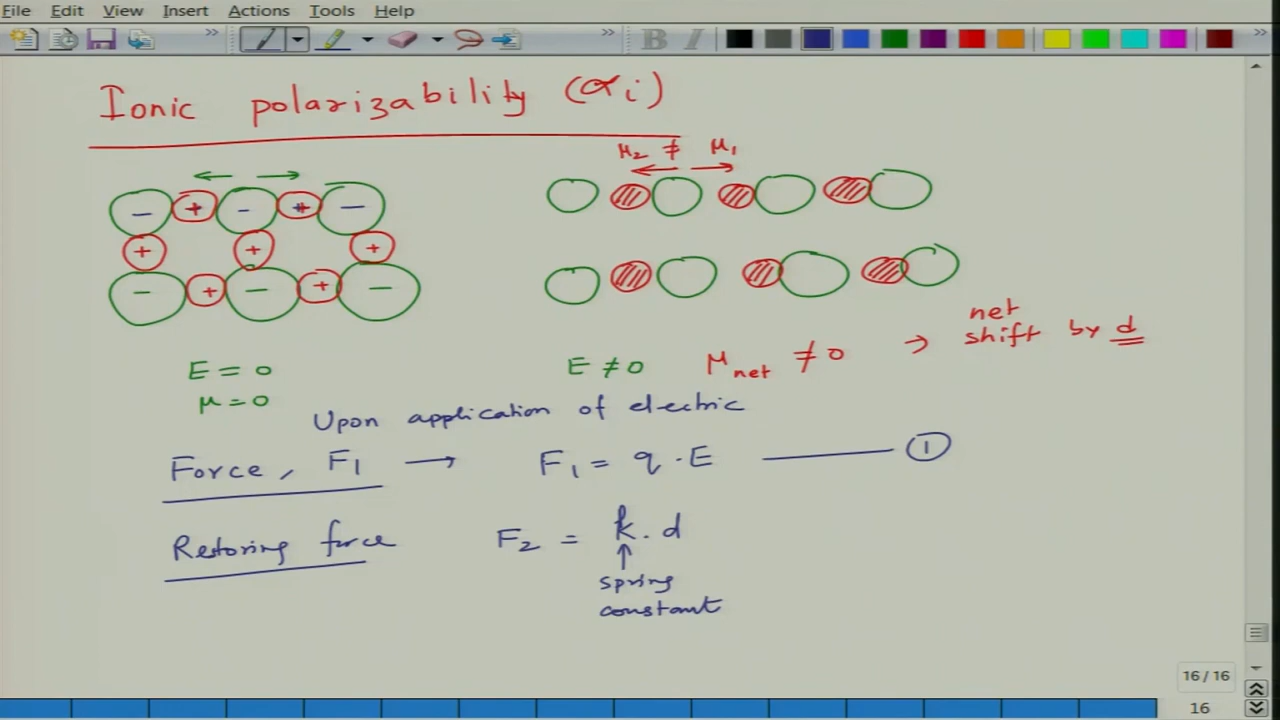 File Edit View Insert Actions Tools Help
Ionic polarizability (αi)
μ2 ≠ μ1
- + - + -
+ + +
- + - + -
net
shift by d
E = 0
E ≠ 0 μnet ≠ 0 →
μ = 0
Upon application of electric
Force, F1 → F1 = q . E ——— 1
Restoring force F2 = k . d
↑
spring
constant
16 / 16
16